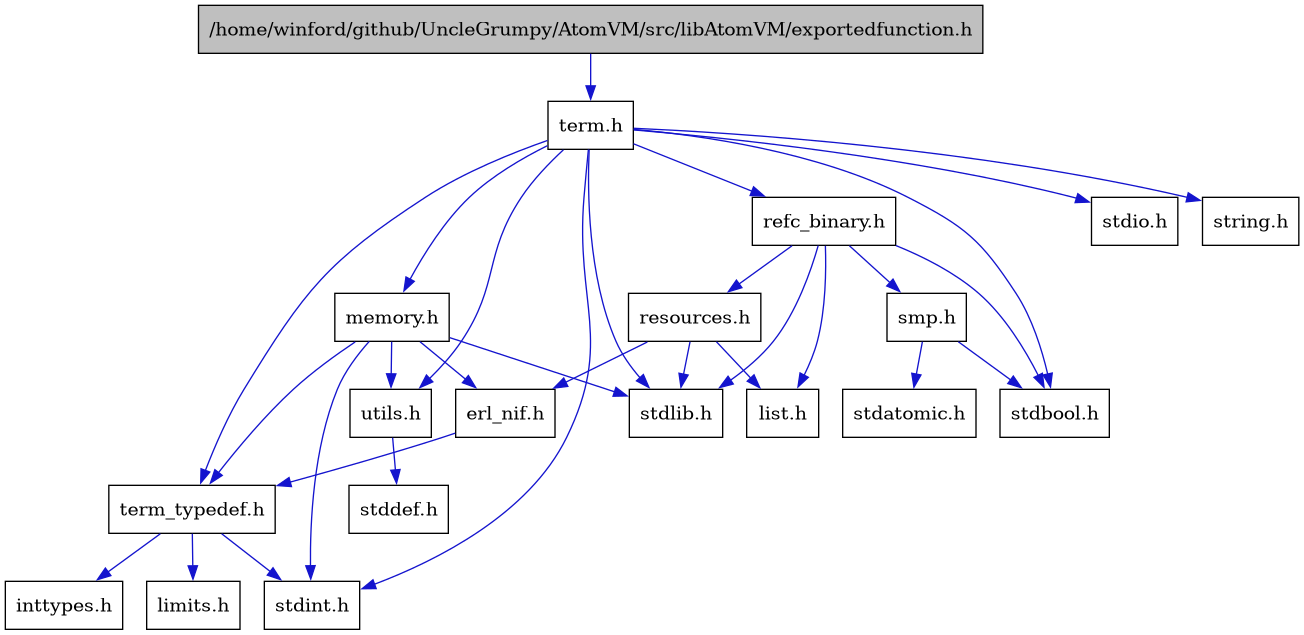 /home/winford/github/UncleGrumpy/AtomVM/src/libAtomVM/exportedfunction.h
term.h
refc_binary.h
stdio.h
string.h
memory.h
resources.h
smp.h
utils.h
erl_nif.h
stdlib.h
list.h
stdatomic.h
stdbool.h
term_typedef.h
stddef.h
inttypes.h
limits.h
stdint.h